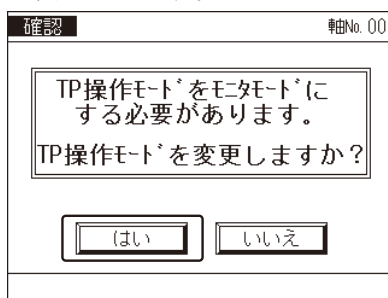 確認
軸No. 00
TP操作ﾓｰﾄﾞをﾓﾆﾀﾓｰﾄﾞに
する必要があります。
TP操作ﾓｰﾄﾞを変更しますか？
はい
いいえ